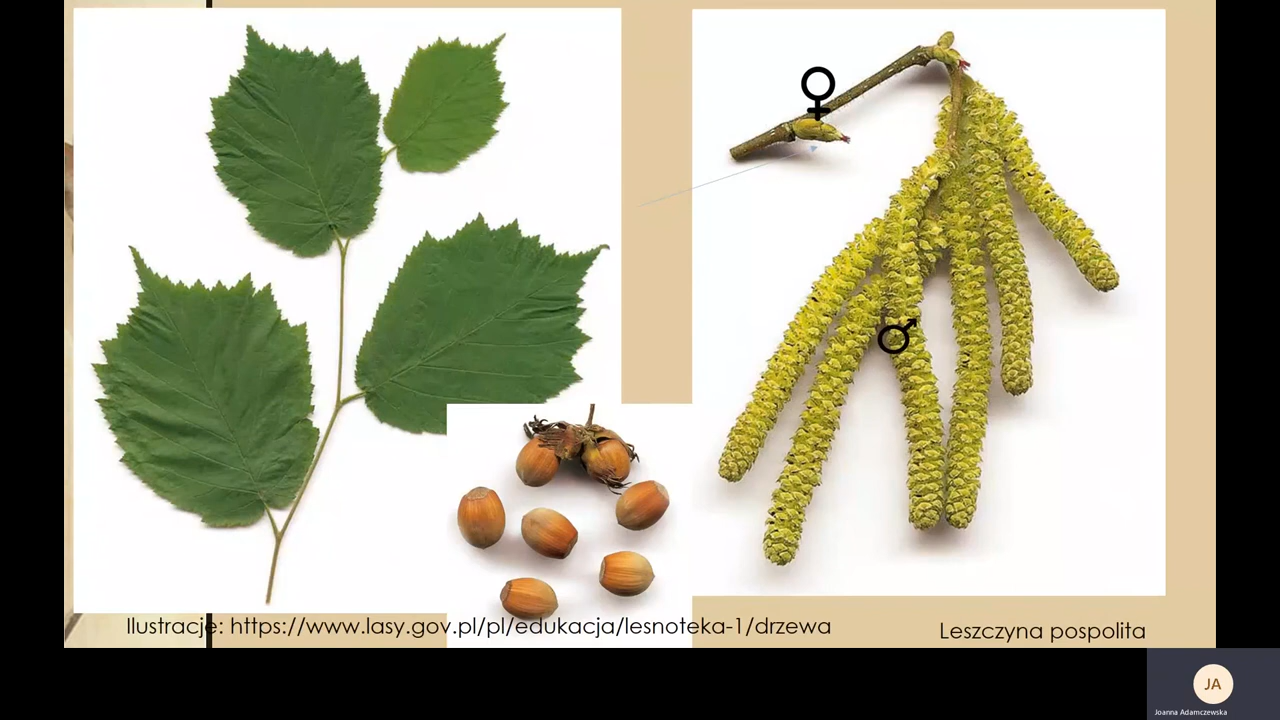 Ilustracje: https://www.lasy.gov.pl/pl/edukacja/lesnoteka-1/drzewa
Leszczyna pospolita
JA
Joanna Adamczewska